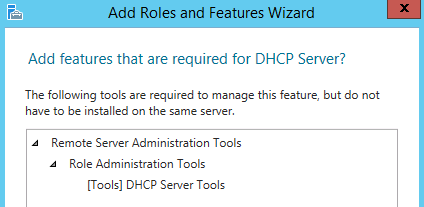 Add Roles and Features Wizard
x
Add features that are required for DHCP Server?
The following tools are required to manage this feature, but do not
have to be installed on the same server.
Remote Server Administration Tools
Role Administration Tools
[Tools] DHCP Server Tools